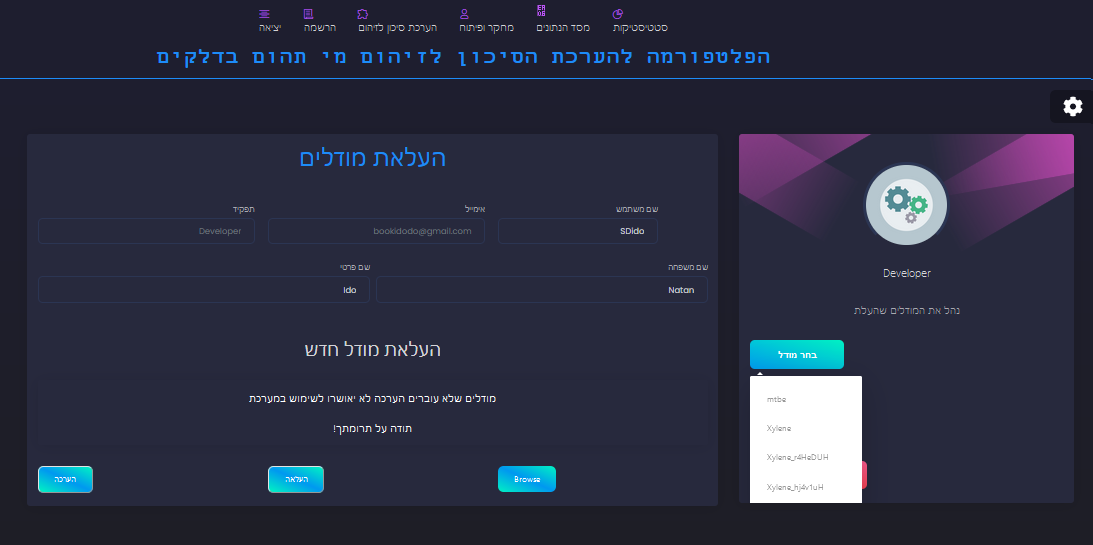 סטטיסטיקות
מסד הנתונים
מחקר ופיתוח
הערכת סיכון לזיהום
הרשמה
יציאה
הפלטפורמה להערכת הסיכון לזיהום מי תהום בדלקים
העלאת מודלים
שם משתמש
אימייל
תפקיד
SDido
bookidodo@gmail.com
Developer
שם משפחה
שם פרטי
Natan
Ido
העלאת מודל חדש
מודלים שלא עוברים הערכה לא יאושרו לשימוש במערכת
תודה על תרומתך!
Browse
העלאה
הערכה
Developer
נהל את המודלים שהעלת
בחר מודל
mtbe
Xylene
Xylene_r4HeDUH
Xylene_hj4v1uH